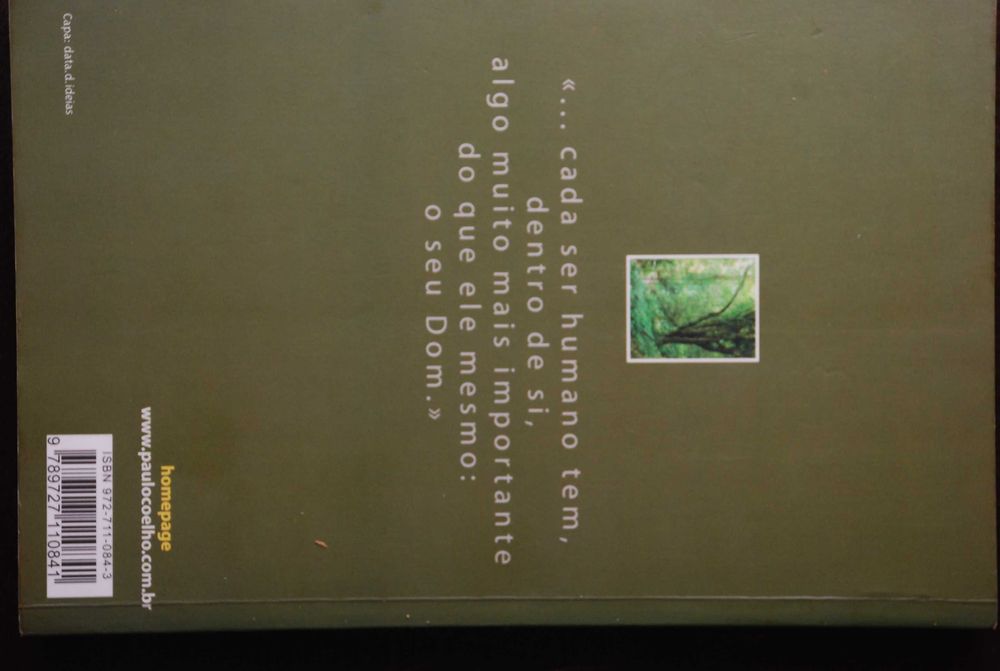 «... cada ser humano tem,
dentro de si,
algo muito mais importante
do que ele mesmo:
o seu Dom.»
homepage
www.paulocoelho.com.br
ISBN 972-711-084-3
9 789727 110841
Capa: data.d.ideias